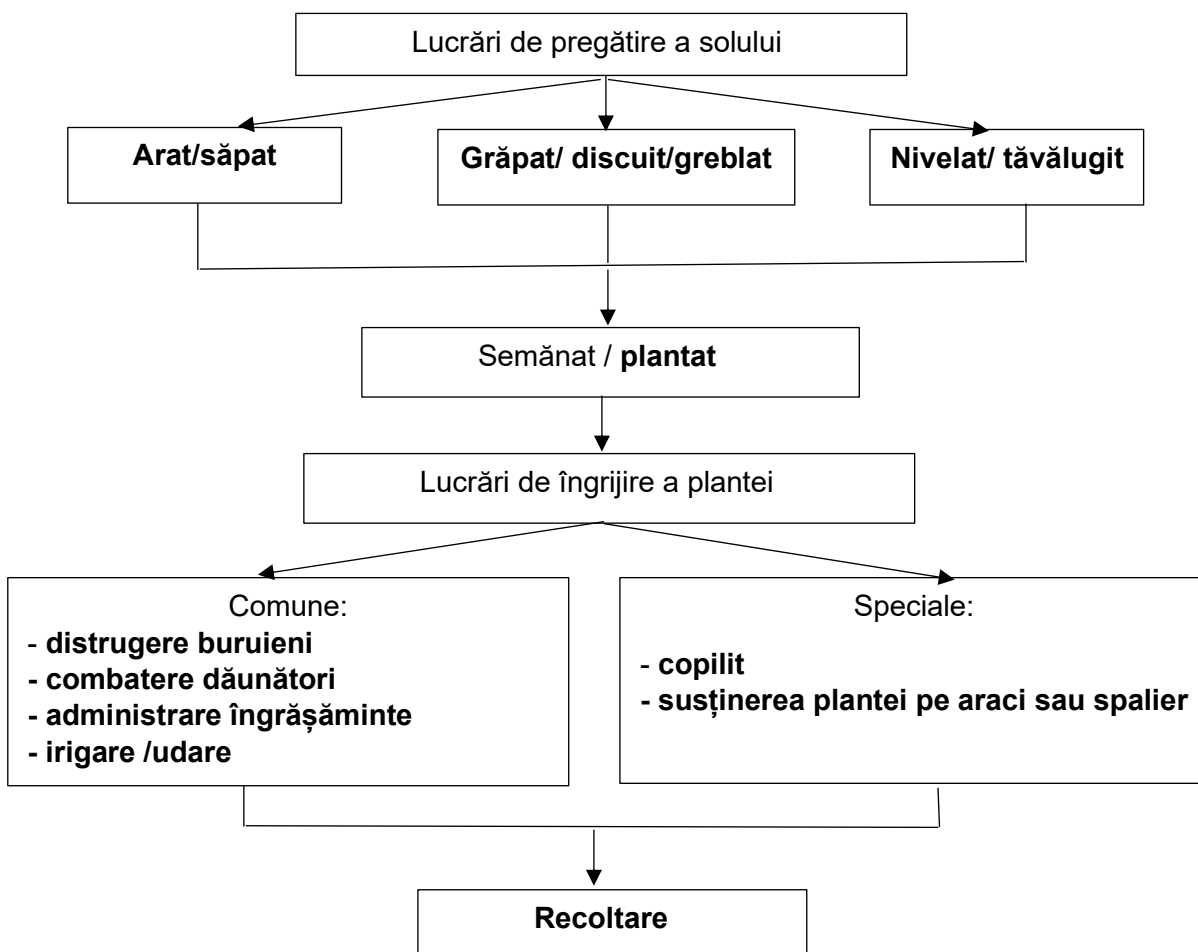 Lucrări de pregătire a solului
Arat/săpat
Grăpat/ discuit/greblat
Nivelat/ tăvălugit
Semănat / plantat
Lucrări de îngrijire a plantei
Comune:
- distrugere buruieni
- combatere dăunători
- administrare îngrășăminte
- irigare /udare
Speciale:
- copilit
- susținerea plantei pe araci sau spalier
Recoltare